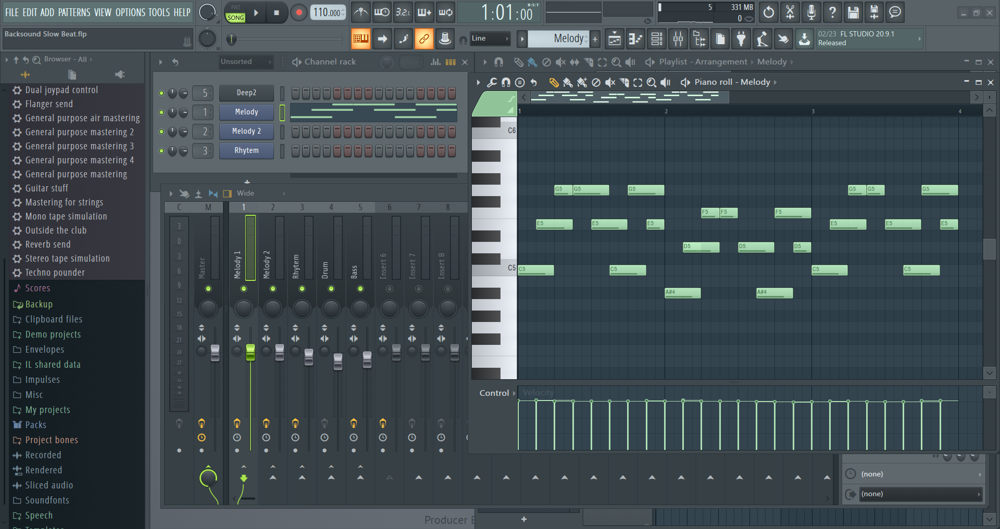 FILE EDIT ADD PATTERNS VIEW OPTIONS TOOLS HELP
PAT
SONG
110.000
3.2.1
1:01:00
B:S:T
5
331 MB
0
Backsound Slow Beat.flp
Line
Melody
02/23 FL STUDIO 20.9.1
Released
Browser - All
Unsorted
Channel rack
Playlist - Arrangement
Melody
Dual joypad control
Flanger send
General purpose air mastering
General purpose mastering 2
General purpose mastering 3
General purpose mastering 4
General purpose mastering
Guitar stuff
Mastering for strings
Mono tape simulation
Outside the club
Reverb send
Stereo tape simulation
Techno pounder
Scores
Backup
Clipboard files
Demo projects
Envelopes
IL shared data
Impulses
Misc
My projects
Packs
Project bones
Recorded
Rendered
Sliced audio
Soundfonts
Speech
Templates
5 Deep2
1 Melody
2 Melody 2
3 Rhytem
Wide
C M 1 2 3 4 5 6 7 8
3
0
3
6
9
12
15
18
21
24
27
Master
Melody 1
Melody 2
Rhytem
Drum
Bass
Insert 6
Insert 7
Insert 8
Piano roll - Melody
1 2 3 4
C6
G5 G5 G5 G5 G5 G5
F5 F5 F5
E5 E5 E5 E5 E5 E5
D5 D5 D5
C5
C5 C5 C5 C5
A#4 A#4
Control
Velocity
(none)
(none)
Producer E